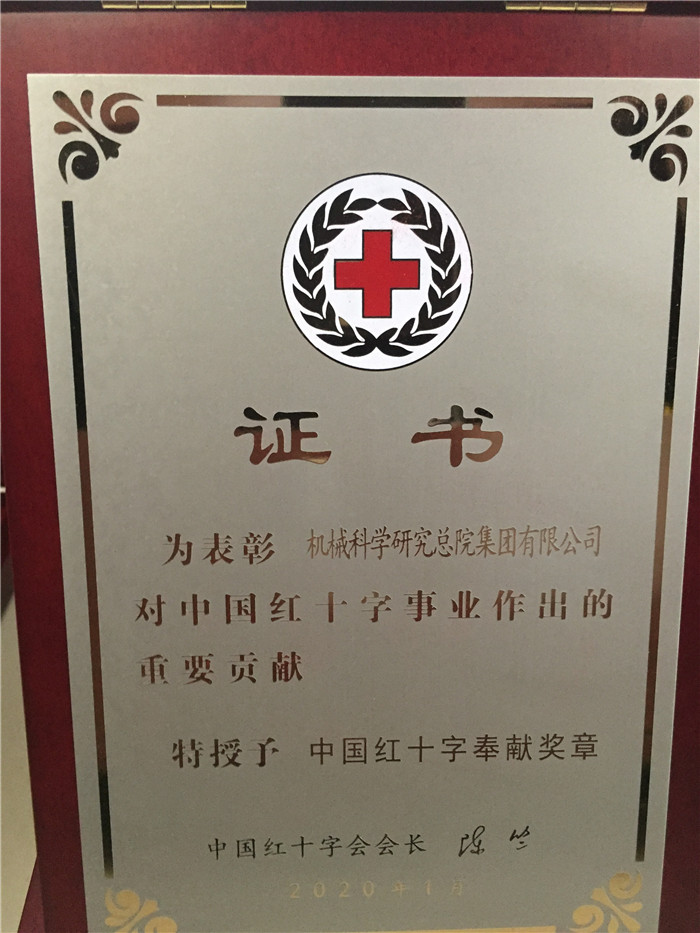 证书
为表彰 机械科学研究总院集团有限公司
对中国红十字事业作出的
重要贡献
特授予 中国红十字奉献奖章
中国红十字会会长 陈竺
2020年1月